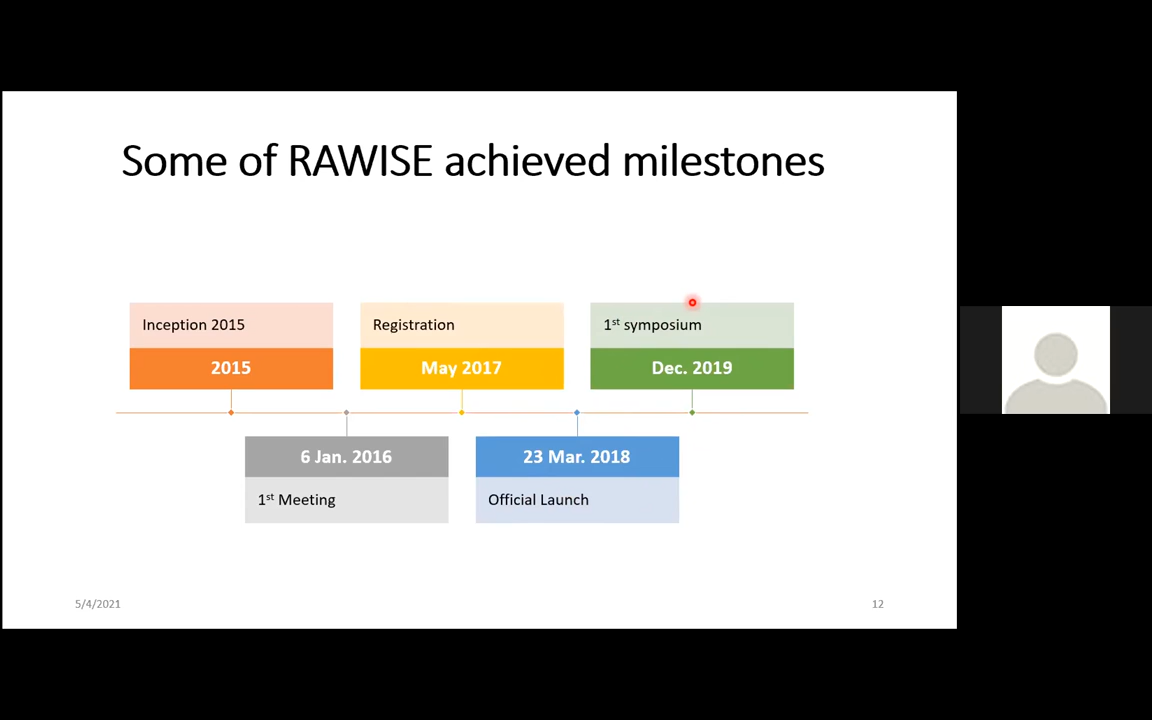 Some of RAWISE achieved milestones
Inception 2015
2015
Registration
May 2017
1st symposium
Dec. 2019
6 Jan. 2016
1st Meeting
23 Mar. 2018
Official Launch
5/4/2021
12